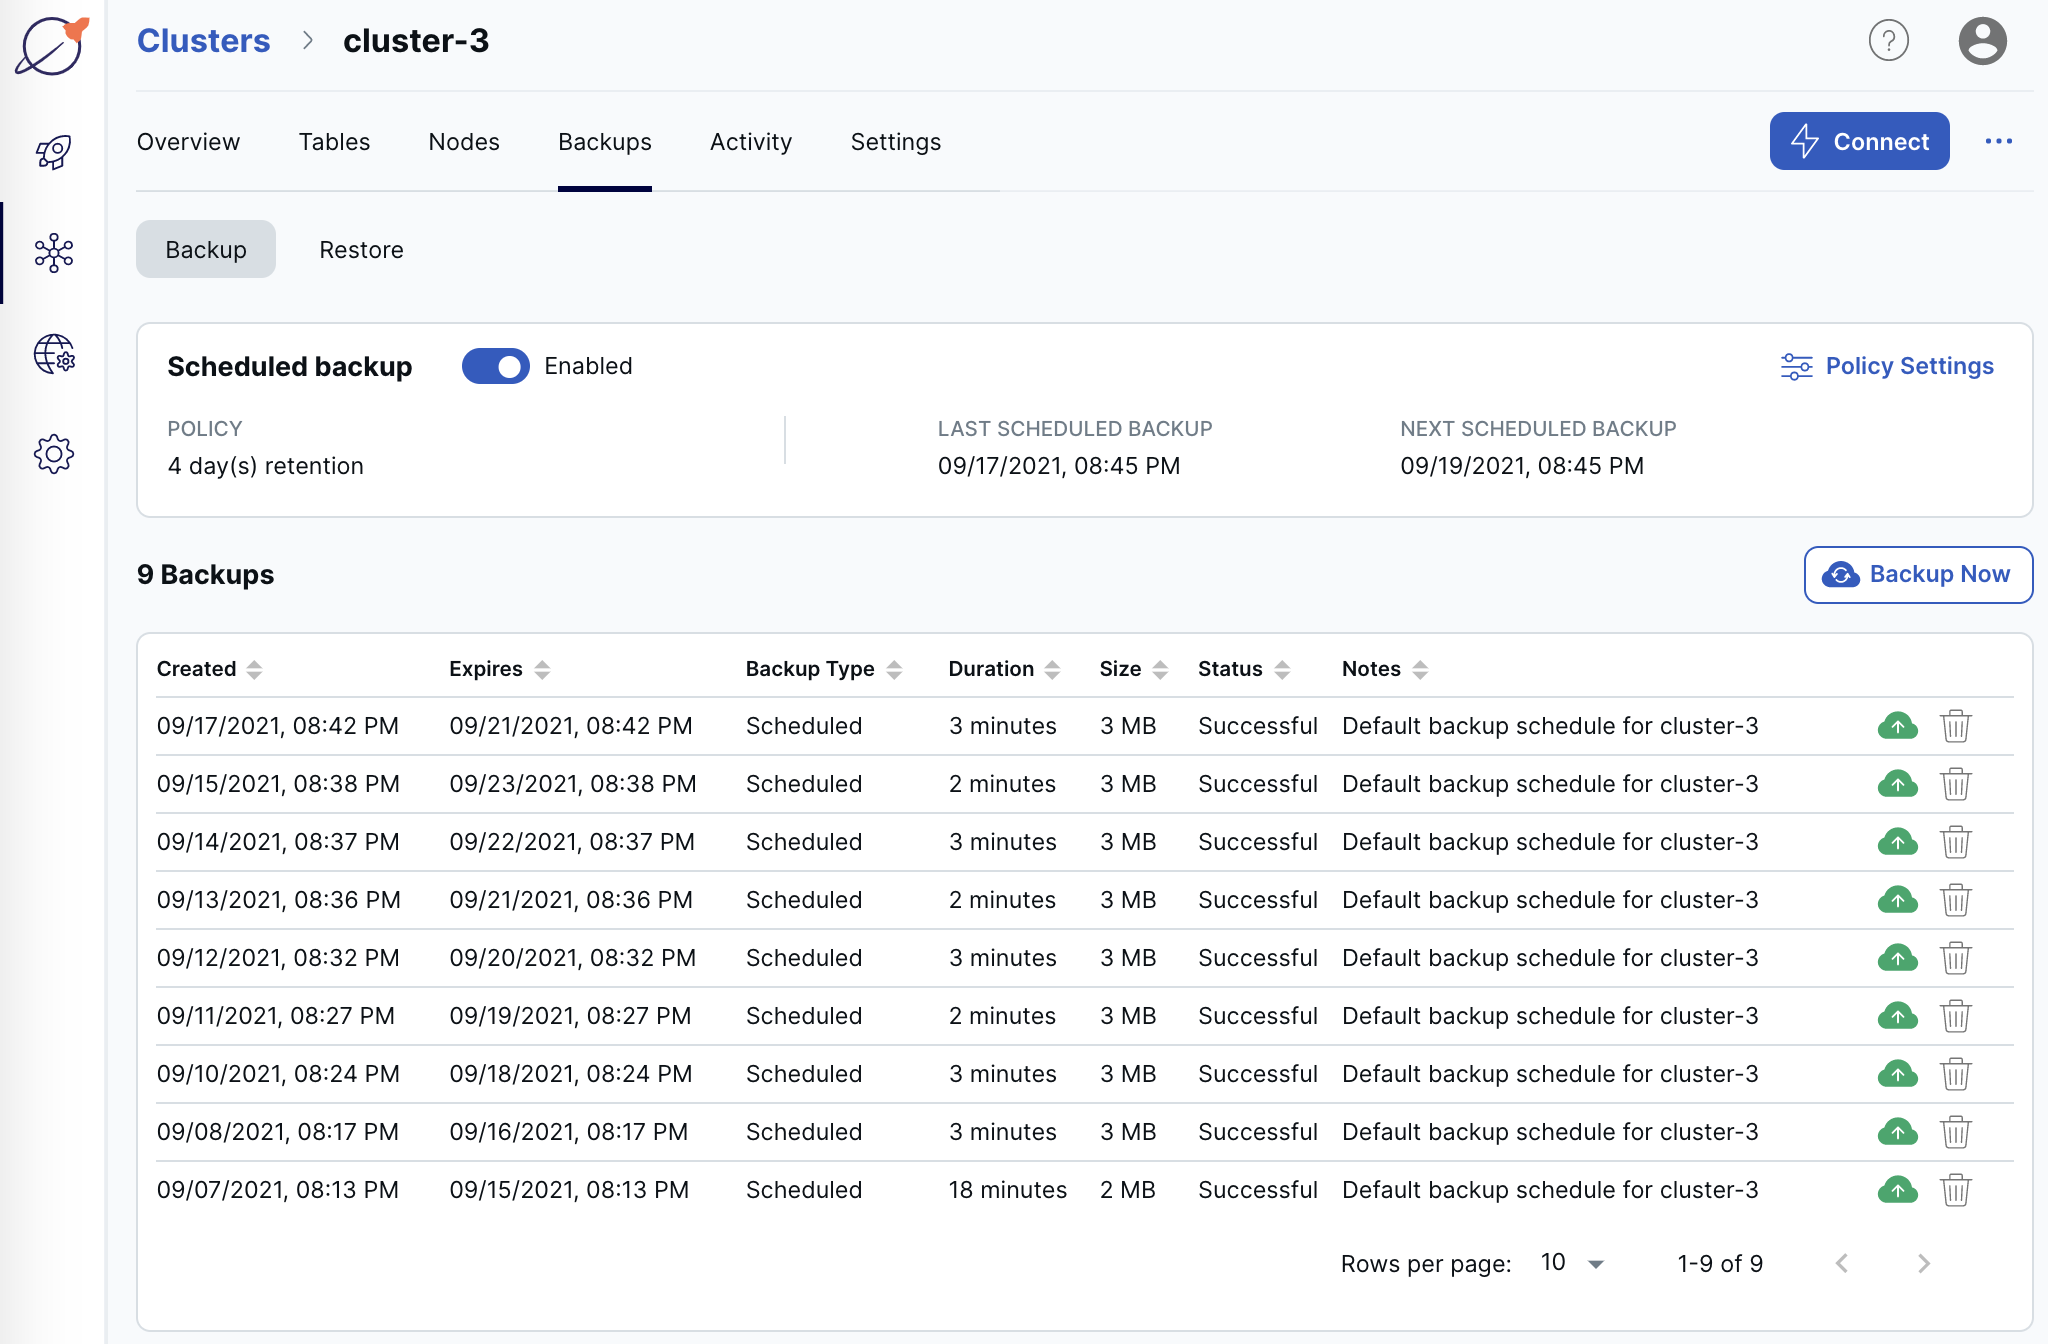 Clusters > cluster-3
?
Overview Tables Nodes Backups Activity Settings Connect ...
Backup Restore
Scheduled backup Enabled Policy Settings
POLICY LAST SCHEDULED BACKUP NEXT SCHEDULED BACKUP
4 day(s) retention 09/17/2021, 08:45 PM 09/19/2021, 08:45 PM
9 Backups Backup Now
Created Expires Backup Type Duration Size Status Notes
09/17/2021, 08:42 PM 09/21/2021, 08:42 PM Scheduled 3 minutes 3 MB Successful Default backup schedule for cluster-3
09/15/2021, 08:38 PM 09/23/2021, 08:38 PM Scheduled 2 minutes 3 MB Successful Default backup schedule for cluster-3
09/14/2021, 08:37 PM 09/22/2021, 08:37 PM Scheduled 3 minutes 3 MB Successful Default backup schedule for cluster-3
09/13/2021, 08:36 PM 09/21/2021, 08:36 PM Scheduled 2 minutes 3 MB Successful Default backup schedule for cluster-3
09/12/2021, 08:32 PM 09/20/2021, 08:32 PM Scheduled 3 minutes 3 MB Successful Default backup schedule for cluster-3
09/11/2021, 08:27 PM 09/19/2021, 08:27 PM Scheduled 2 minutes 3 MB Successful Default backup schedule for cluster-3
09/10/2021, 08:24 PM 09/18/2021, 08:24 PM Scheduled 3 minutes 3 MB Successful Default backup schedule for cluster-3
09/08/2021, 08:17 PM 09/16/2021, 08:17 PM Scheduled 3 minutes 3 MB Successful Default backup schedule for cluster-3
09/07/2021, 08:13 PM 09/15/2021, 08:13 PM Scheduled 18 minutes 2 MB Successful Default backup schedule for cluster-3
Rows per page: 10 1-9 of 9